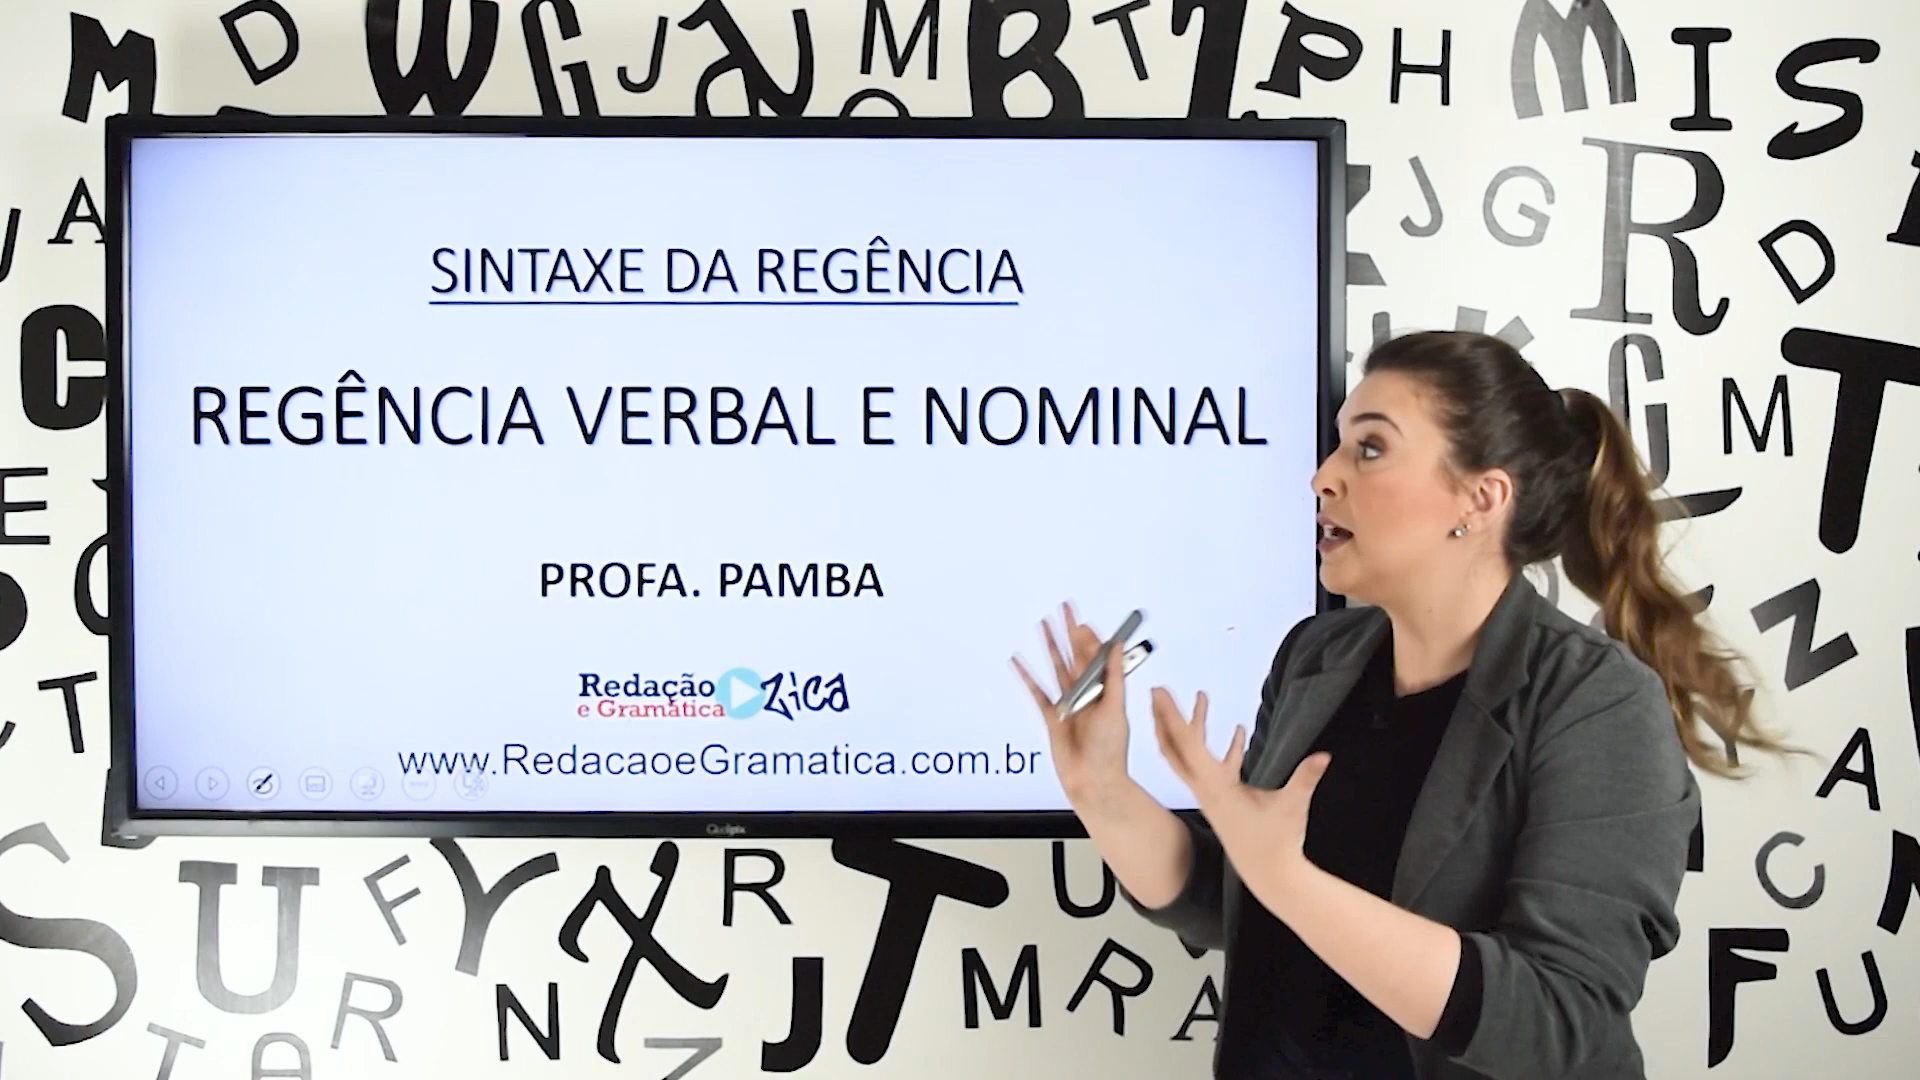 SINTAXE DA REGÊNCIA
REGÊNCIA VERBAL E NOMINAL
PROFA. PAMBA
Redação
e Gramática
Zica
www.RedacaoeGramatica.com.br